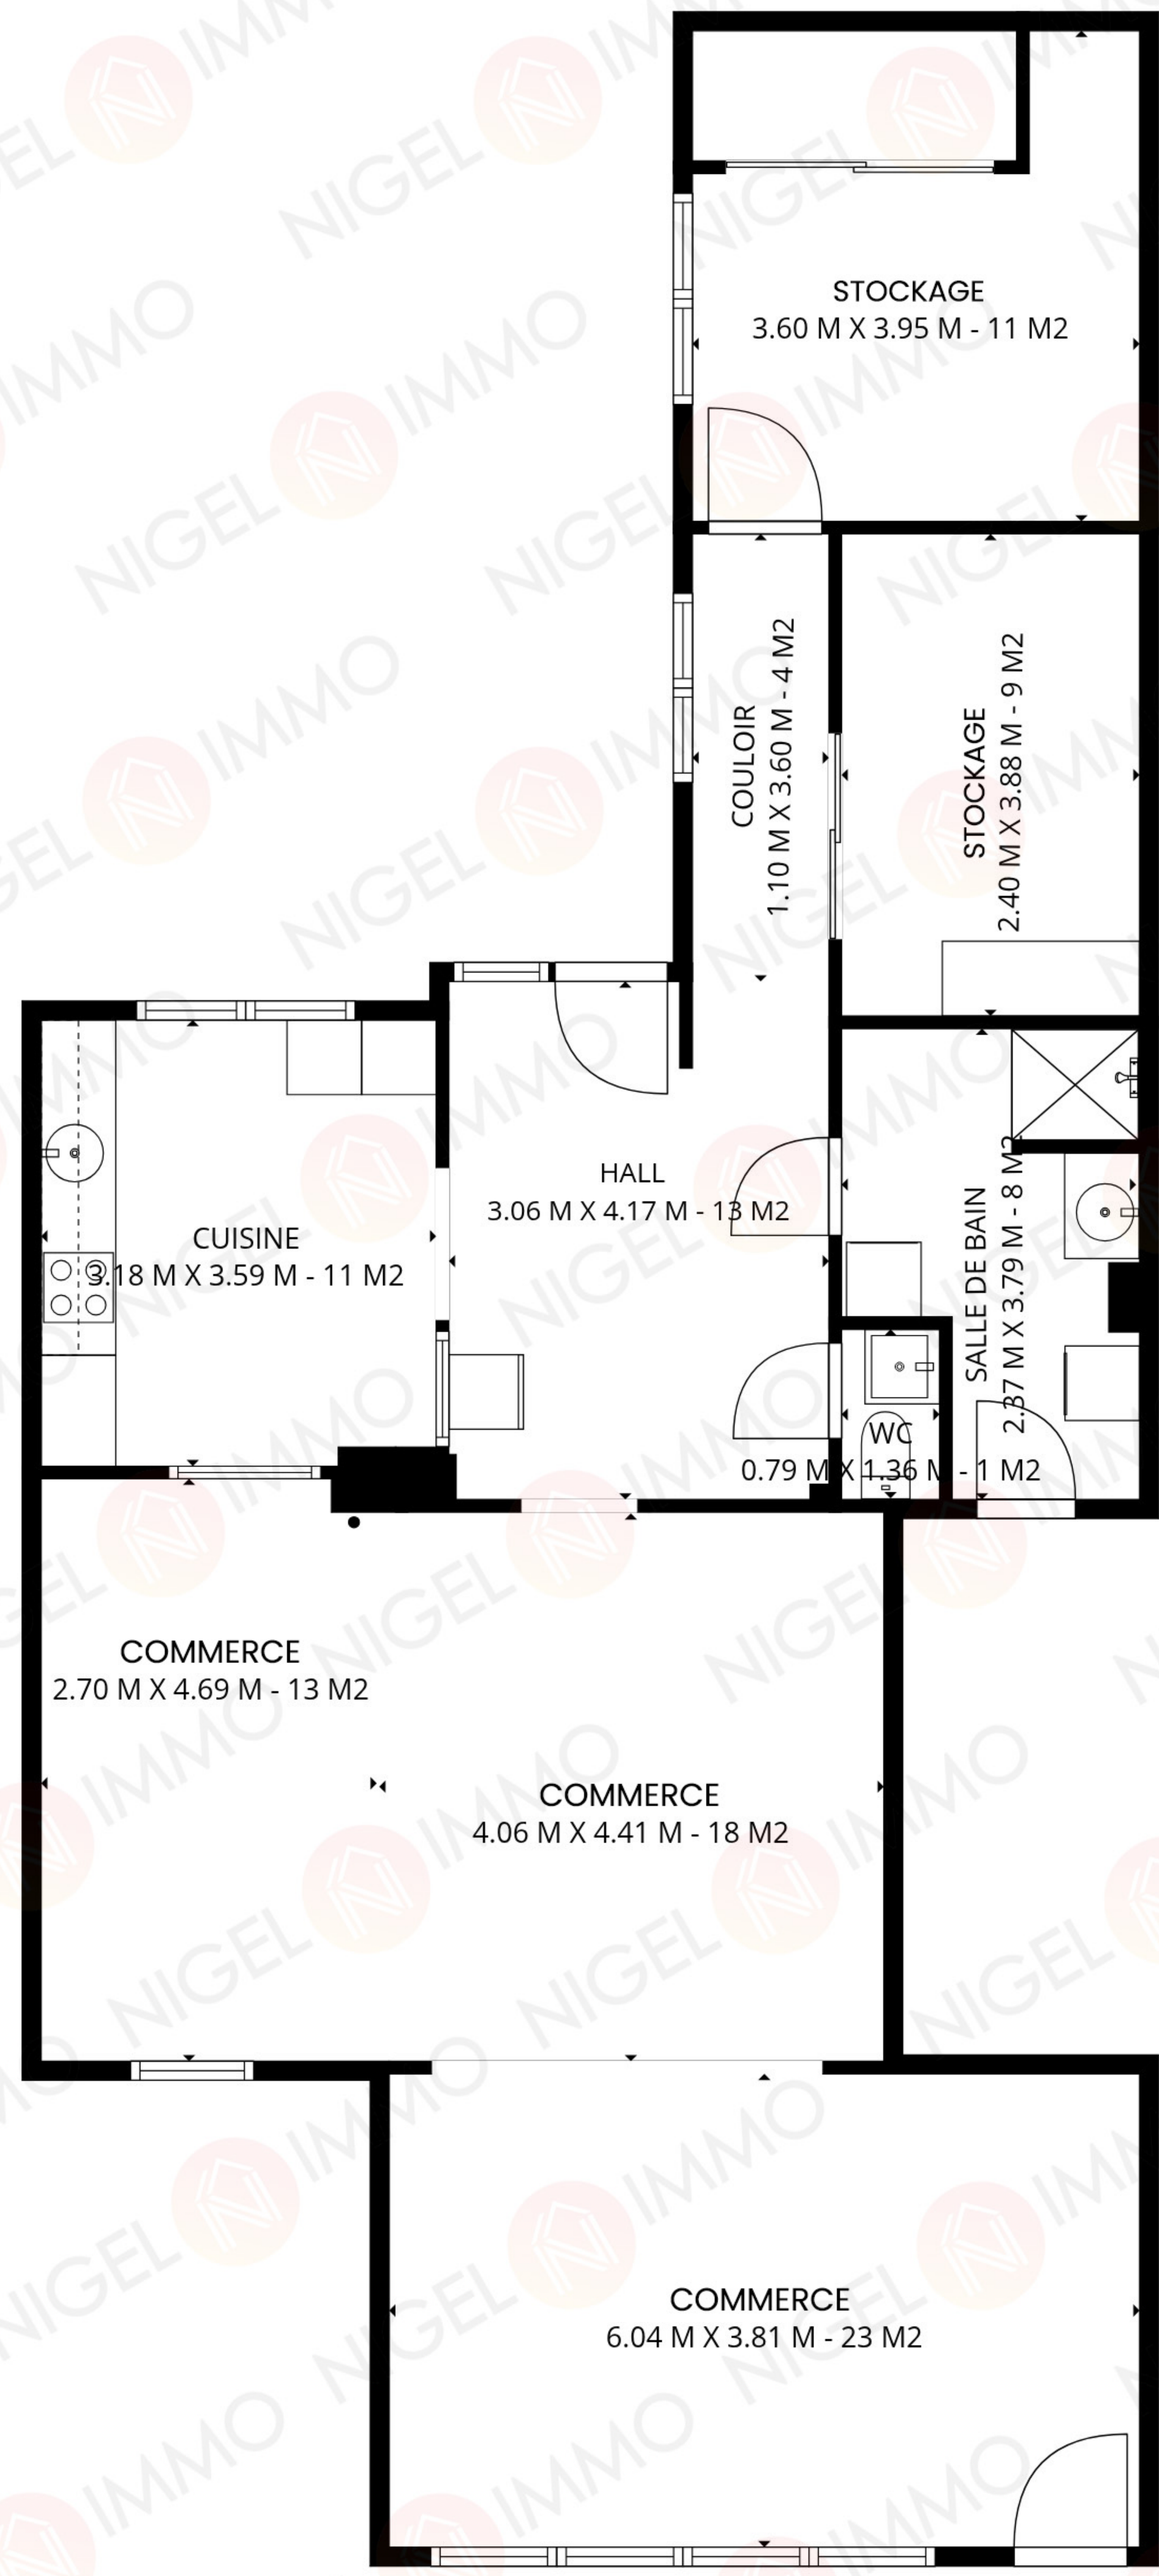 STOCKAGE
3.60 M X 3.95 M - 11 M2
COULOIR
1.10 M X 3.60 M - 4 M2
STOCKAGE
2.40 M X 3.88 M - 9 M2
HALL
3.06 M X 4.17 M - 13 M2
CUISINE
3.18 M X 3.59 M - 11 M2
SALLE DE BAIN
2.37 M X 3.79 M - 8 M2
WC
0.79 M X 1.36 M - 1 M2
COMMERCE
2.70 M X 4.69 M - 13 M2
COMMERCE
4.06 M X 4.41 M - 18 M2
COMMERCE
6.04 M X 3.81 M - 23 M2
NIGEL IMMO